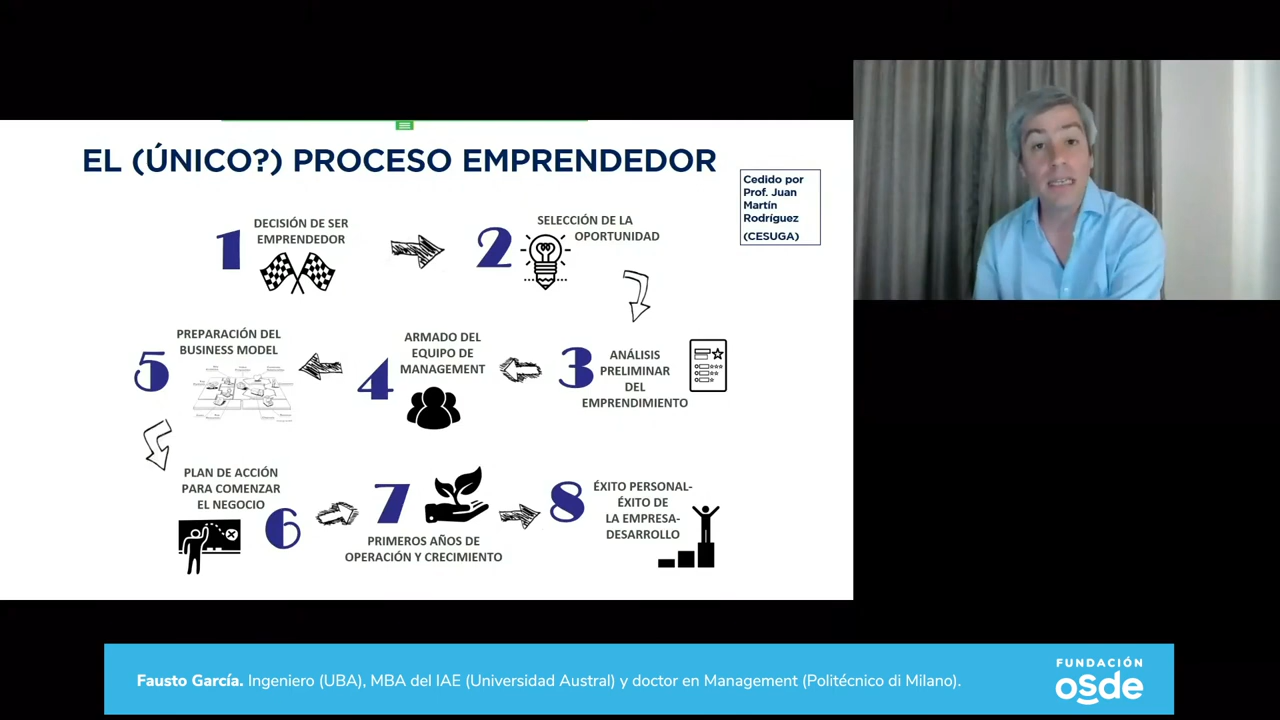 EL (ÚNICO?) PROCESO EMPRENDEDOR
Cedido por
Prof. Juan
Martín
Rodríguez
(CESUGA)
1
DECISIÓN DE SER
EMPRENDEDOR
2
SELECCIÓN DE LA
OPORTUNIDAD
3
ANÁLISIS
PRELIMINAR
DEL
EMPRENDIMIENTO
4
ARMADO DEL
EQUIPO DE
MANAGEMENT
5
PREPARACIÓN DEL
BUSINESS MODEL
PLAN DE ACCIÓN
PARA COMENZAR
EL NEGOCIO
6
7
PRIMEROS AÑOS DE
OPERACIÓN Y CRECIMIENTO
8
ÉXITO PERSONAL-
ÉXITO DE
LA EMPRESA-
DESARROLLO
Fausto García. Ingeniero (UBA), MBA del IAE (Universidad Austral) y doctor en Management (Politécnico di Milano).
FUNDACIÓN
osde